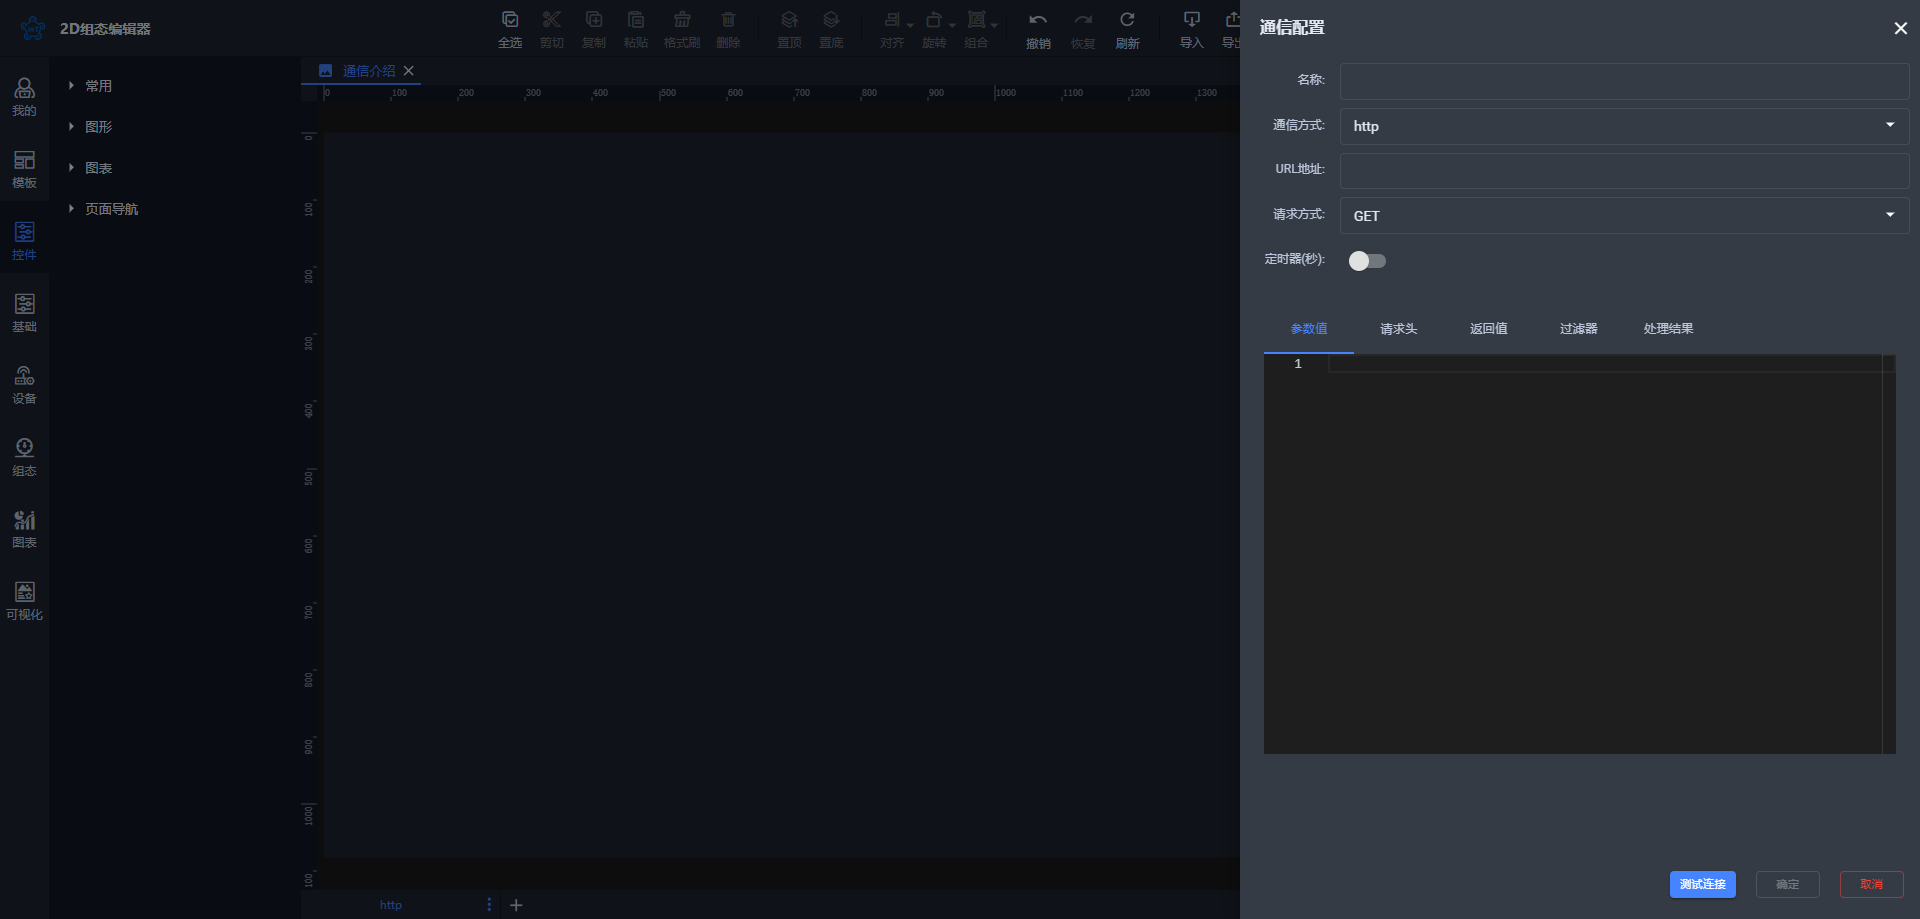 2D组态编辑器
全选 剪切 复制 粘贴 格式刷 删除 置顶 置底 对齐 旋转 组合 撤销 恢复 刷新 导入 导出
我的
模板
控件
基础
设备
组态
图表
可视化
常用
图形
图表
页面导航
通信介绍
0 100 200 300 400 500 600 700 800 900 1000 1100 1200 1300
0
100
200
300
400
500
600
700
800
900
1000
100
http
通信配置
名称:
通信方式: http
URL地址:
请求方式: GET
定时器(秒):
参数值 请求头 返回值 过滤器 处理结果
1
测试连接 确定 取消